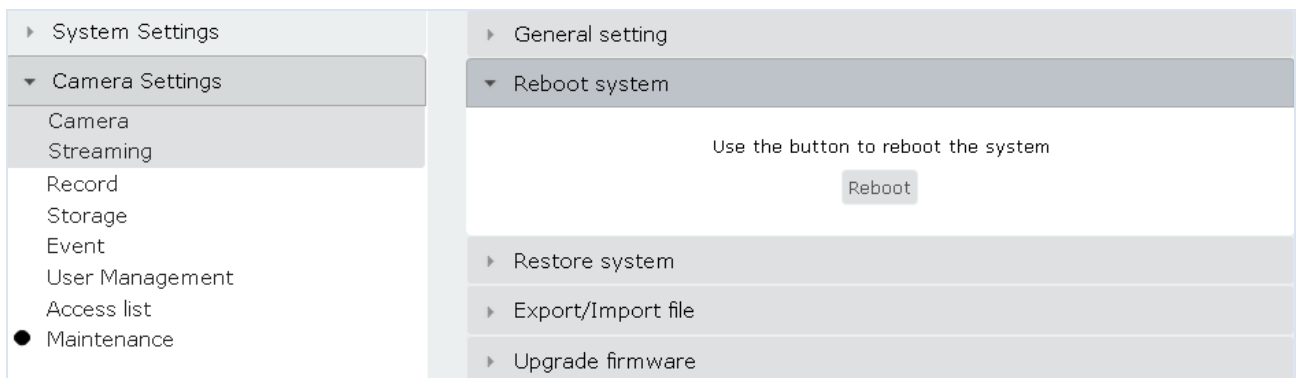 System Settings
Camera Settings
Camera
Streaming
Record
Storage
Event
User Management
Access list
Maintenance
General setting
Reboot system
Use the button to reboot the system
Reboot
Restore system
Export/Import file
Upgrade firmware